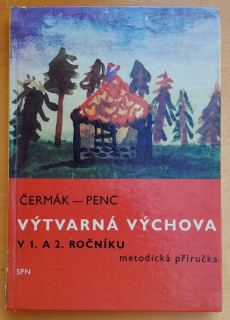 ČERMÁK — PENC
VÝTVARNÁ VÝCHOVA
V 1. A 2. ROČNÍKU
metodická příručka
SPN